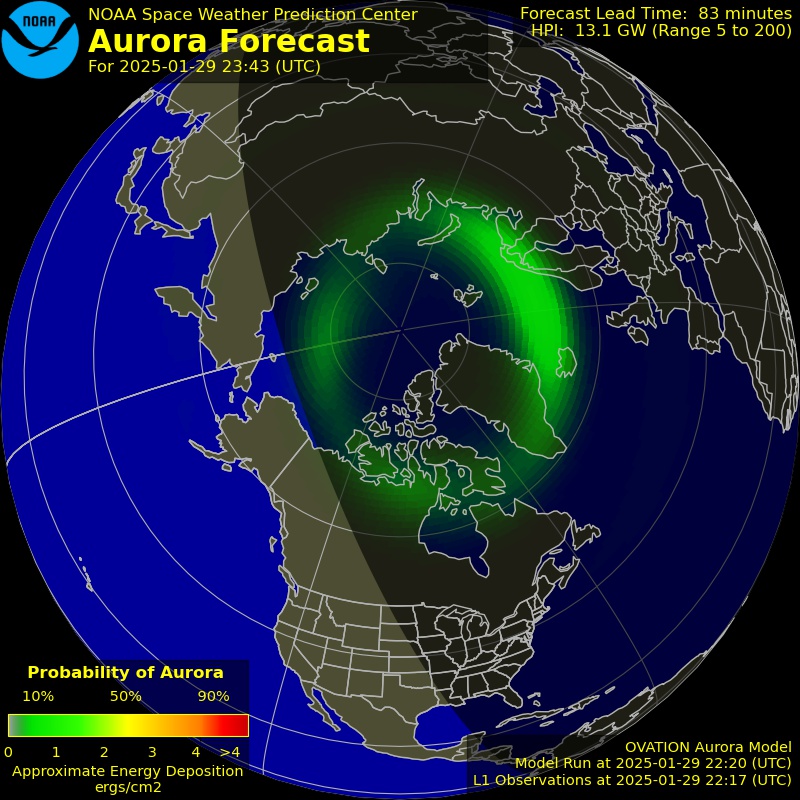 NOAA
NOAA Space Weather Prediction Center
Aurora Forecast
For 2025-01-29 23:43 (UTC)
Forecast Lead Time: 83 minutes
HPI: 13.1 GW (Range 5 to 200)
Probability of Aurora
10% 50% 90%
0 1 2 3 4 >4
Approximate Energy Deposition
ergs/cm2
OVATION Aurora Model
Model Run at 2025-01-29 22:20 (UTC)
L1 Observations at 2025-01-29 22:17 (UTC)